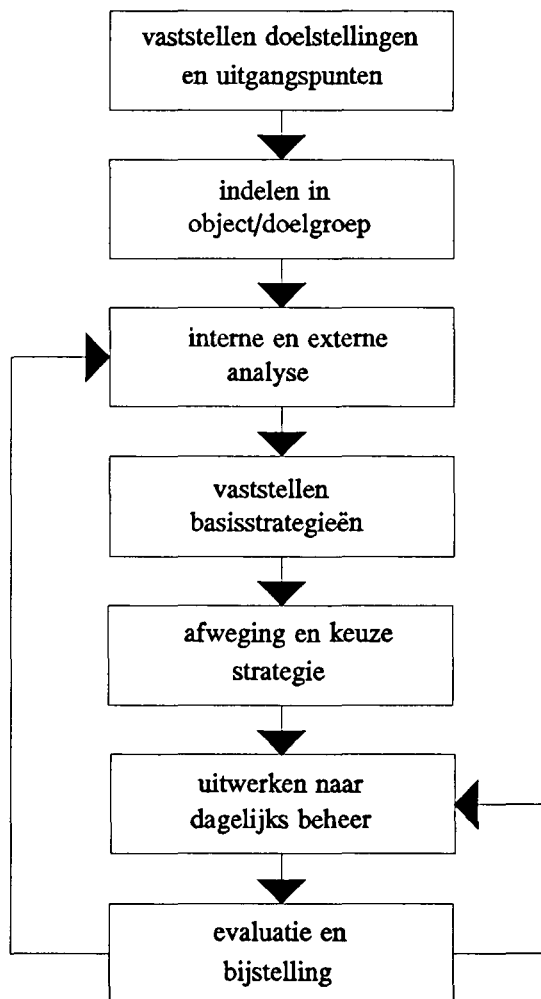 vaststellen doelstellingen
en uitgangspunten
indelen in
object/doelgroep
interne en externe
analyse
vaststellen
basisstrategieën
afweging en keuze
strategie
uitwerken naar
dagelijks beheer
evaluatie en
bijstelling